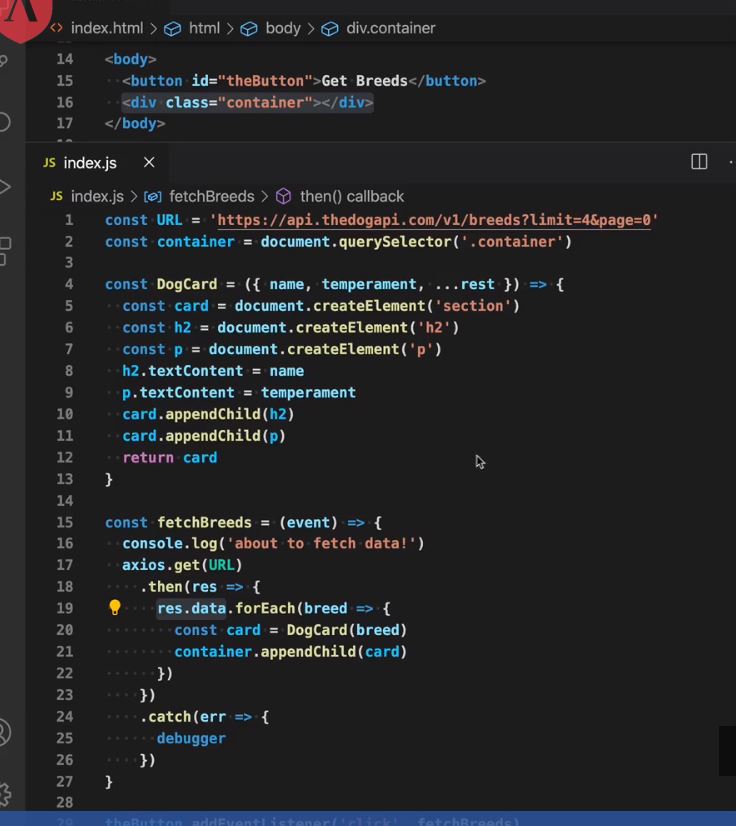 index.html > html > body > div.container
14 <body>
15 <button id="theButton">Get Breeds</button>
16 <div class="container"></div>
17 </body>
JS index.js ×
JS index.js > fetchBreeds > then() callback
1 const URL = 'https://api.thedogapi.com/v1/breeds?limit=4&page=0'
2 const container = document.querySelector('.container')
3
4 const DogCard = ({ name, temperament, ...rest }) => {
5 const card = document.createElement('section')
6 const h2 = document.createElement('h2')
7 const p = document.createElement('p')
8 h2.textContent = name
9 p.textContent = temperament
10 card.appendChild(h2)
11 card.appendChild(p)
12 return card
13 }
14
15 const fetchBreeds = (event) => {
16 console.log('about to fetch data!')
17 axios.get(URL)
18 .then(res => {
19 res.data.forEach(breed => {
20 const card = DogCard(breed)
21 container.appendChild(card)
22 })
23 })
24 .catch(err => {
25 debugger
26 })
27 }
28
29 theButton.addEventListener('click', fetchBreeds)